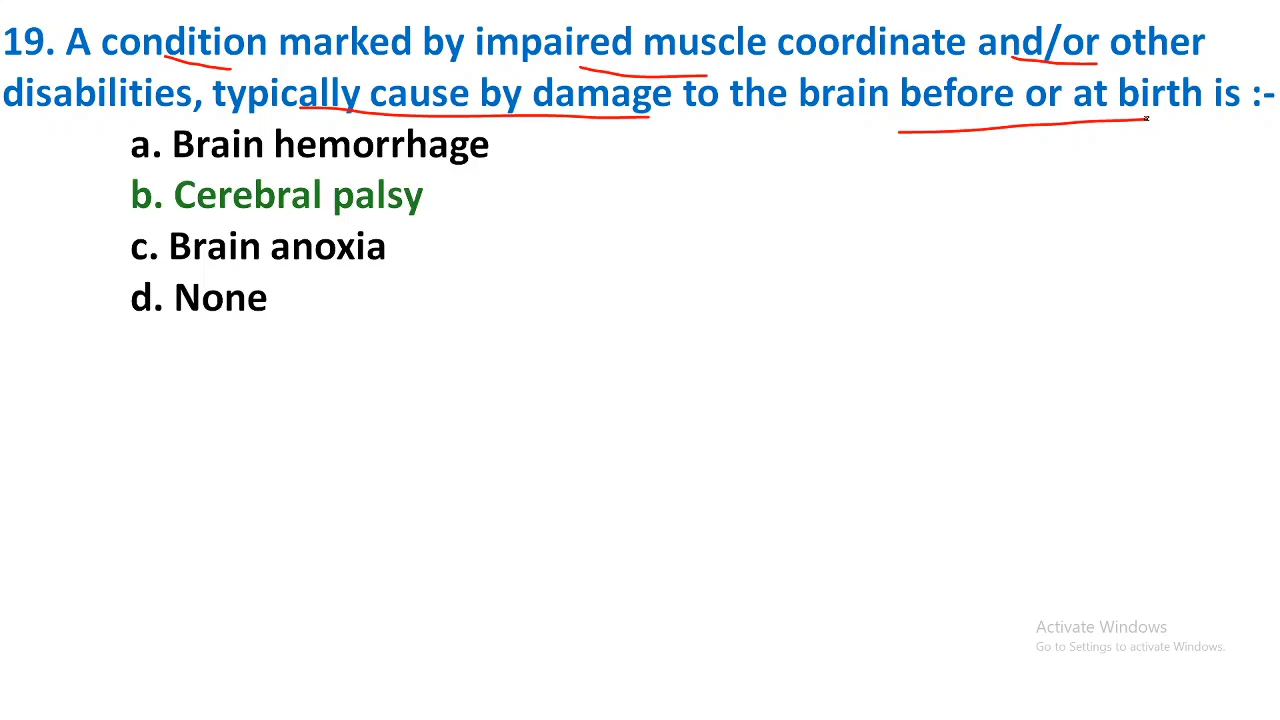 19. A condition marked by impaired muscle coordinate and/or other
disabilities, typically cause by damage to the brain before or at birth is :-
a. Brain hemorrhage
b. Cerebral palsy
c. Brain anoxia
d. None
Activate Windows
Go to Settings to activate Windows.